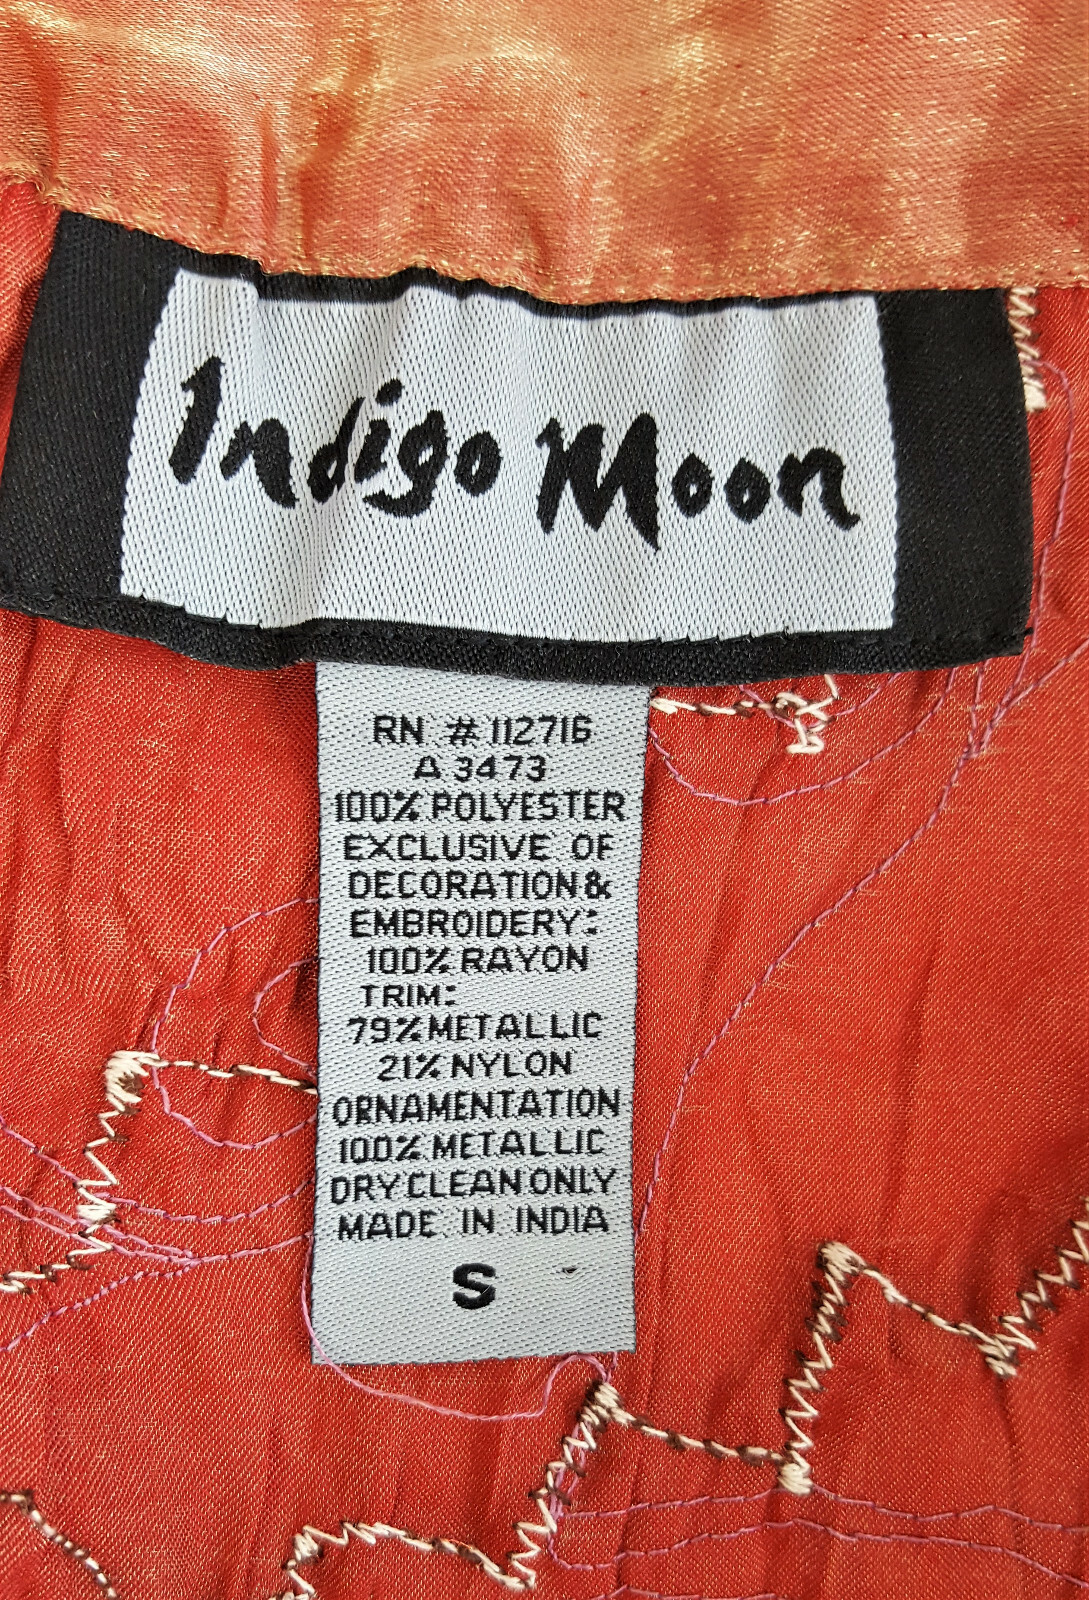 Indigo Moon
RN # 112716
A 3473
100% POLYESTER
EXCLUSIVE OF
DECORATION &
EMBROIDERY:
100% RAYON
TRIM:
79% METALLIC
21% NYLON
ORNAMENTATION
100% METALLIC
DRY CLEAN ONLY
MADE IN INDIA
S